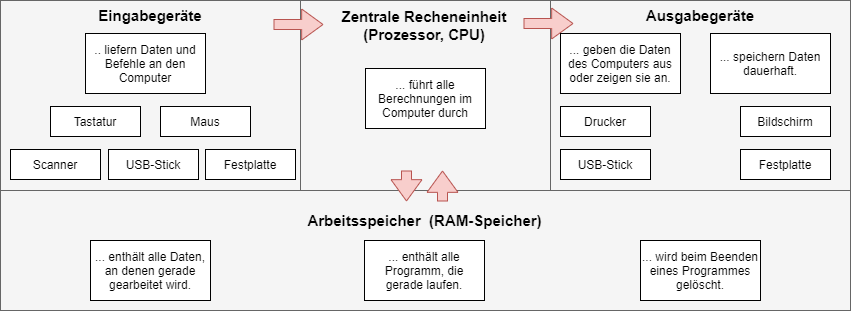 Eingabegeräte
.. liefern Daten und
Befehle an den
Computer
Tastatur
Maus
Scanner
USB-Stick
Festplatte
Zentrale Recheneinheit
(Prozessor, CPU)
... führt alle
Berechnungen im
Computer durch
Ausgabegeräte
... geben die Daten
des Computers aus
oder zeigen sie an.
... speichern Daten
dauerhaft.
Drucker
Bildschirm
USB-Stick
Festplatte
Arbeitsspeicher (RAM-Speicher)
... enthält alle Daten,
an denen gerade
gearbeitet wird.
... enthält alle
Programm, die
gerade laufen.
... wird beim Beenden
eines Programmes
gelöscht.